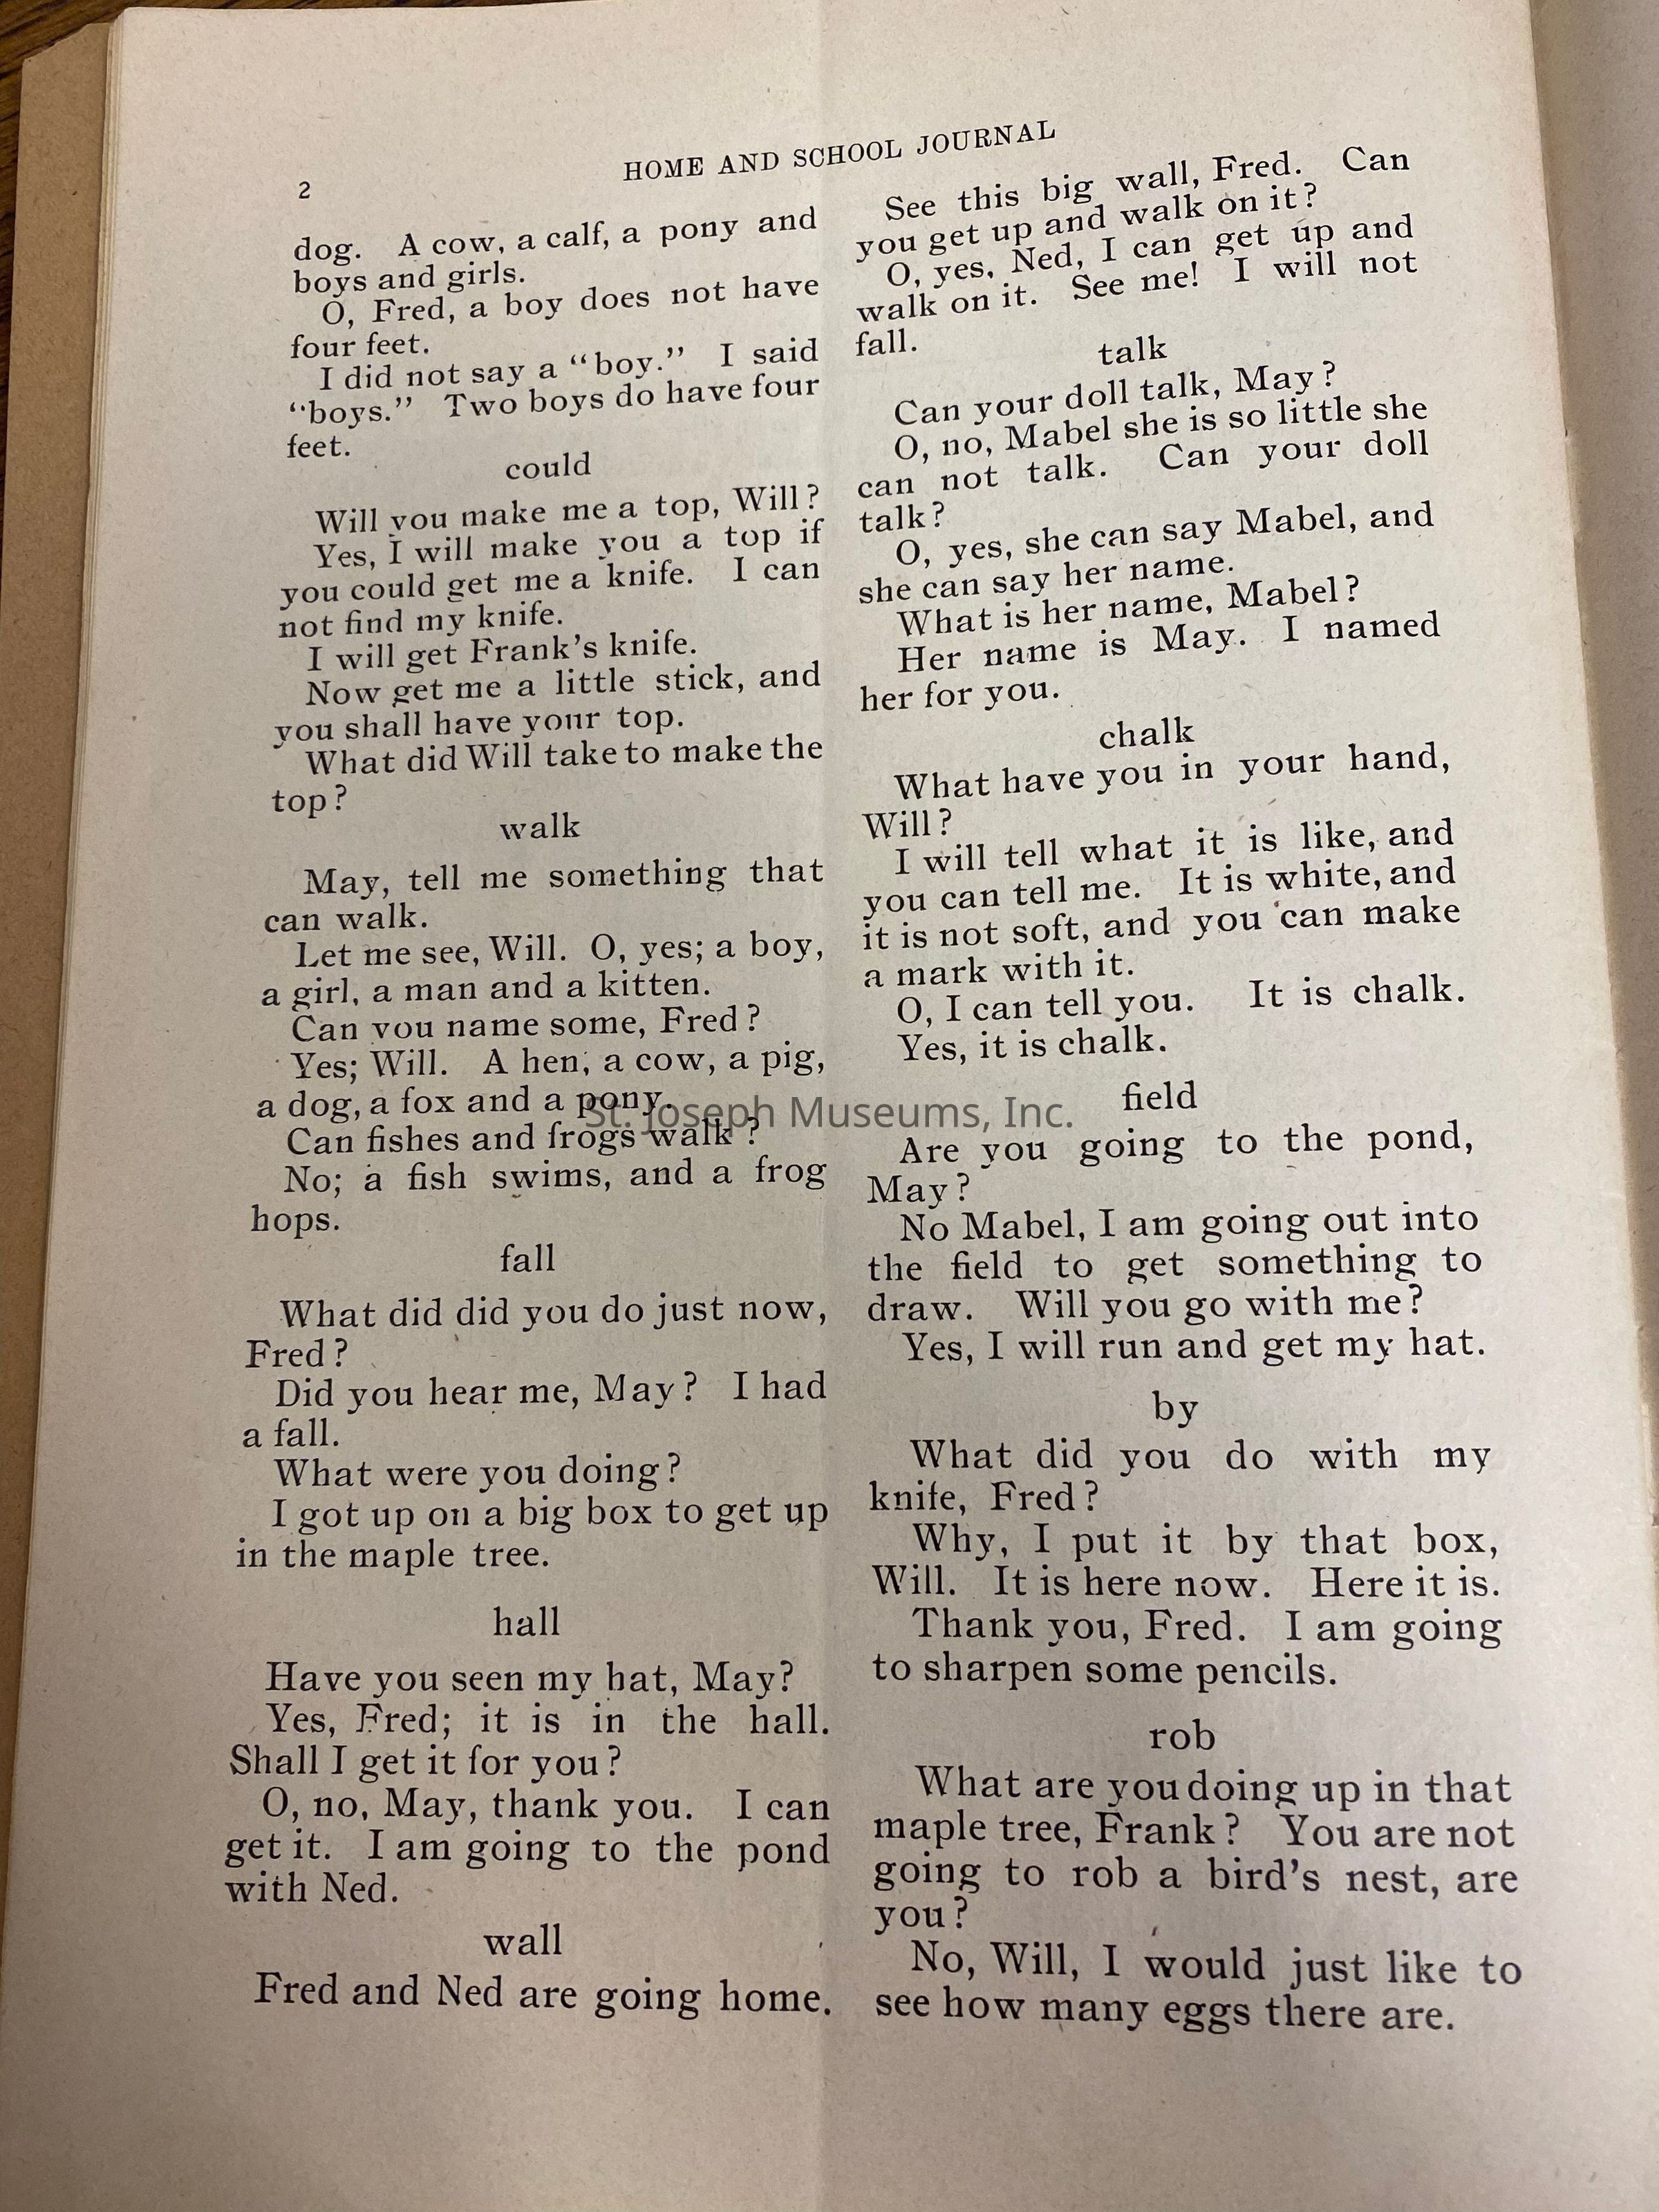 2
HOME AND SCHOOL JOURNAL
dog. A cow, a calf, a pony and
boys and girls.
O, Fred, a boy does not have
four feet.
I did not say a "boy." I said
"boys." Two boys do have four
feet.
could
Will you make me a top, Will?
Yes, I will make you a top if
you could get me a knife. I can
not find my knife.
I will get Frank's knife.
Now get me a little stick, and
you shall have your top.
What did Will take to make the
top?
walk
May, tell me something that
can walk.
Let me see, Will. O, yes; a boy,
a girl, a man and a kitten.
Can you name some, Fred?
Yes; Will. A hen, a cow, a pig,
a dog, a fox and a pony.
Can fishes and frogs walk?
No; a fish swims, and a frog
hops.
fall
What did did you do just now,
Fred?
Did you hear me, May? I had
a fall.
What were you doing?
I got up on a big box to get up
in the maple tree.
hall
Have you seen my hat, May?
Yes, Fred; it is in the hall.
Shall I get it for you?
O, no, May, thank you. I can
get it. I am going to the pond
with Ned.
wall
Fred and Ned are going home.
See this big wall, Fred. Can
you get up and walk on it?
O, yes, Ned, I can get up and
walk on it. See me! I will not
fall.
talk
Can your doll talk, May?
O, no, Mabel she is so little she
can not talk. Can your doll
talk?
O, yes, she can say Mabel, and
she can say her name.
What is her name, Mabel?
Her name is May. I named
her for you.
chalk
What have you in your hand,
Will?
I will tell what it is like, and
you can tell me. It is white, and
it is not soft, and you can make
a mark with it.
O, I can tell you. It is chalk.
Yes, it is chalk.
field
Are you going to the pond,
May?
No Mabel, I am going out into
the field to get something to
draw. Will you go with me?
Yes, I will run and get my hat.
by
What did you do with my
knife, Fred?
Why, I put it by that box,
Will. It is here now. Here it is.
Thank you, Fred. I am going
to sharpen some pencils.
rob
What are you doing up in that
maple tree, Frank? You are not
going to rob a bird's nest, are
you?
No, Will, I would just like to
see how many eggs there are.
St. Joseph Museums, Inc.